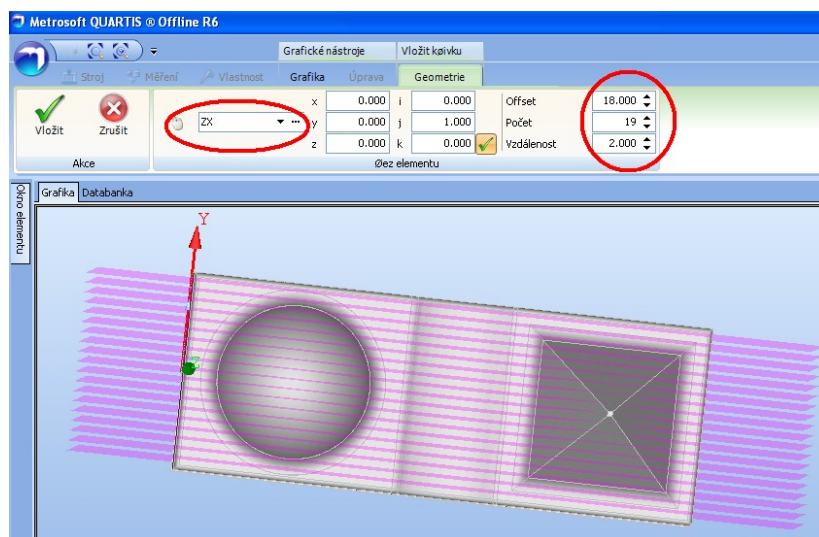 Metrosoft QUARTIS ® Offline R6
Grafické nástroje Vložit køivku
Stroj Měření Vlastnost Grafika Úprava Geometrie
x 0.000 i 0.000 Offset 18.000
Vložit Zrušit ZX ... y 0.000 j 1.000 Počet 19
z 0.000 k 0.000 Vzdálenost 2.000
Akce Øez elementu
Okno elementu
Grafika Databanka
Y